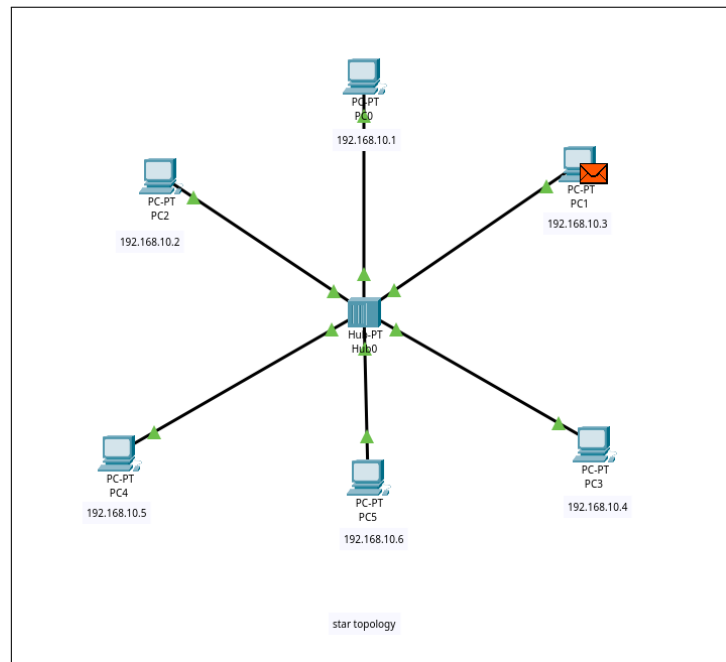 PC-PT
PC0
192.168.10.1
PC-PT
PC1
192.168.10.3
PC-PT
PC2
192.168.10.2
Hub-PT
Hub0
PC-PT
PC4
192.168.10.5
PC-PT
PC5
192.168.10.6
PC-PT
PC3
192.168.10.4
star topology